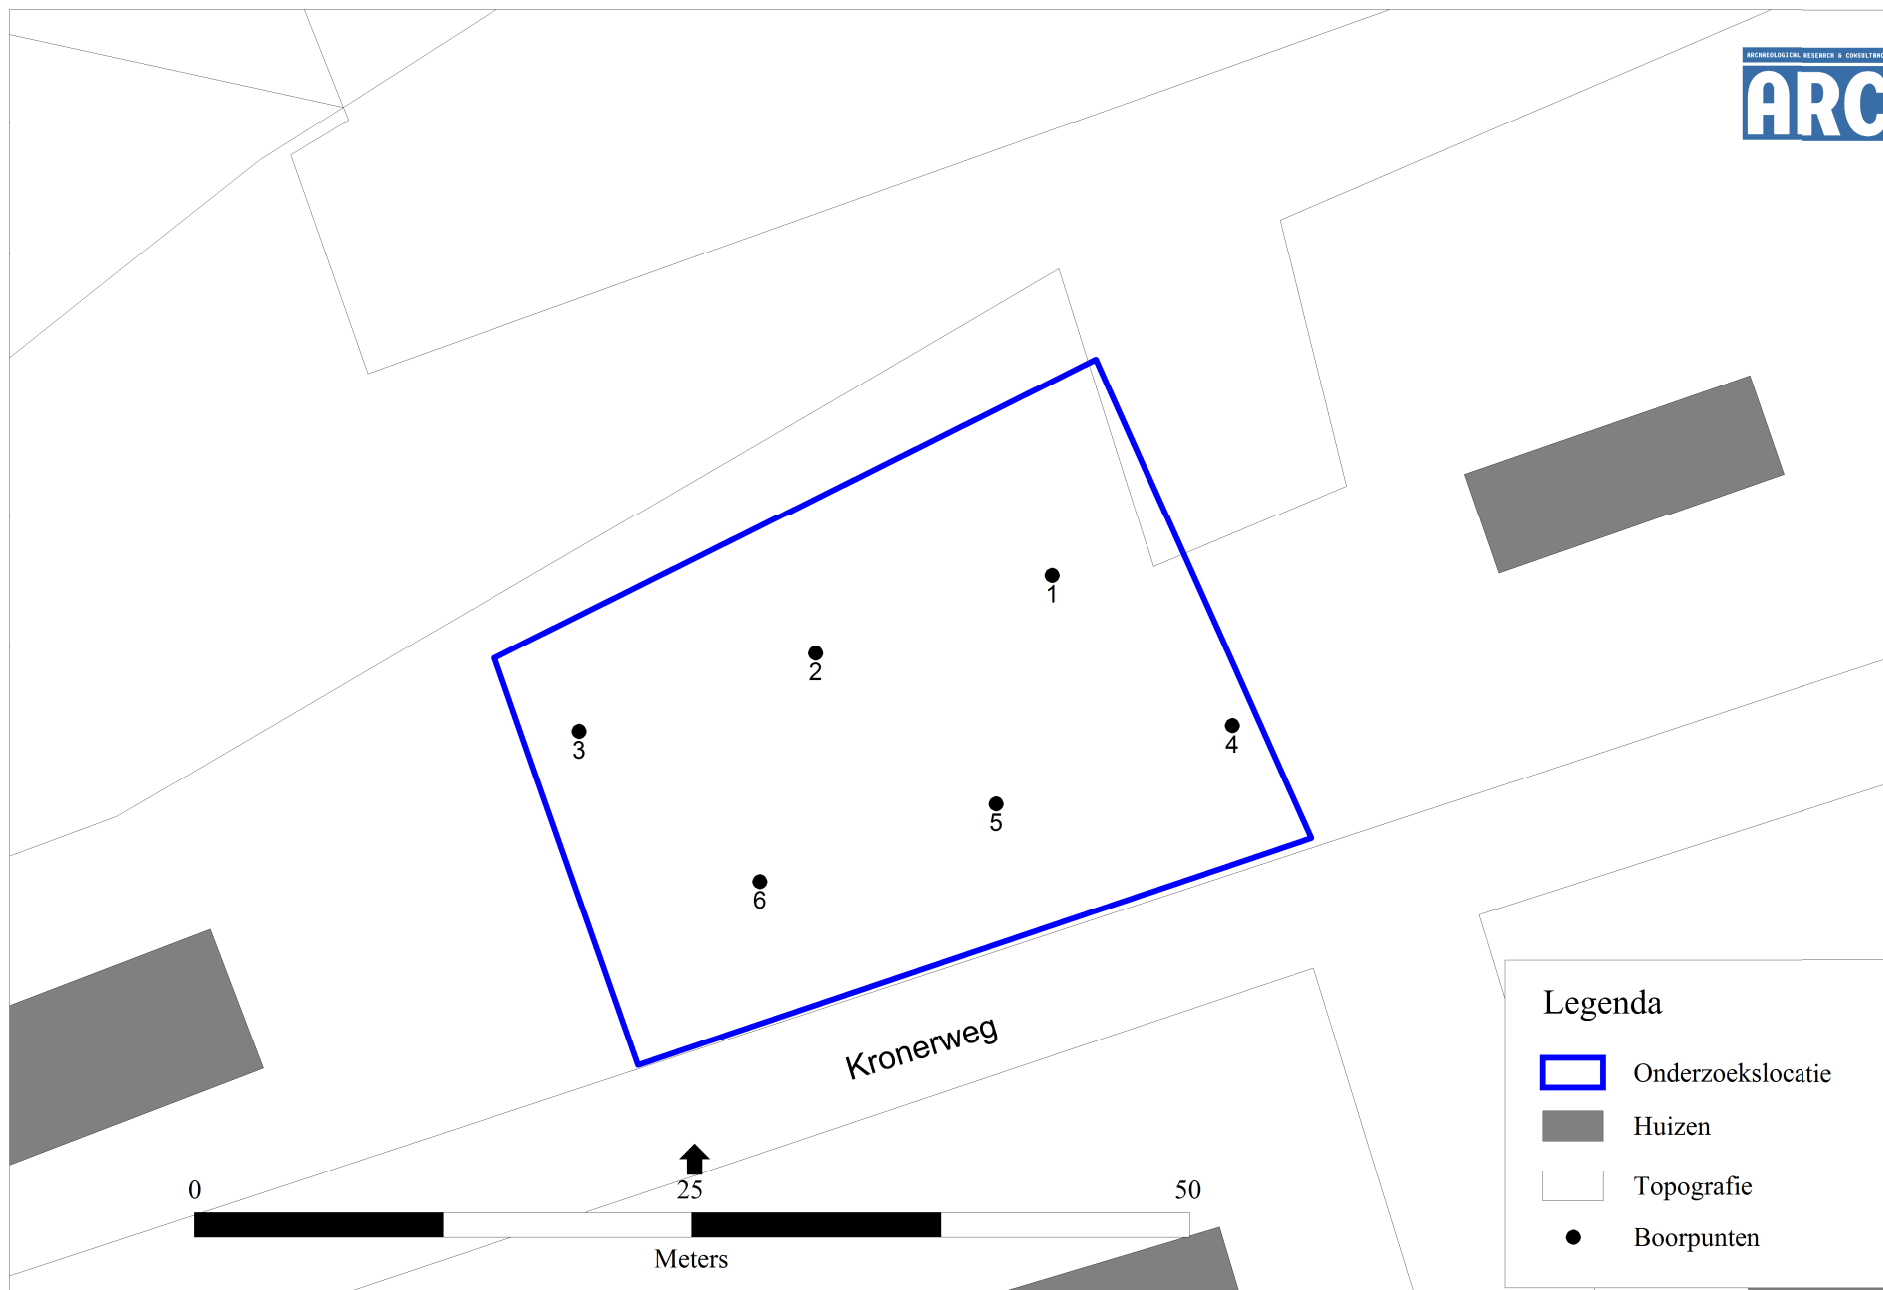 ARCHAEOLOGICAL RESEARCH & CONSULTANC
ARC
1
2
3
4
5
6
Kronerweg
0 25 50
Meters
Legenda
Onderzoekslocatie
Huizen
Topografie
Boorpunten